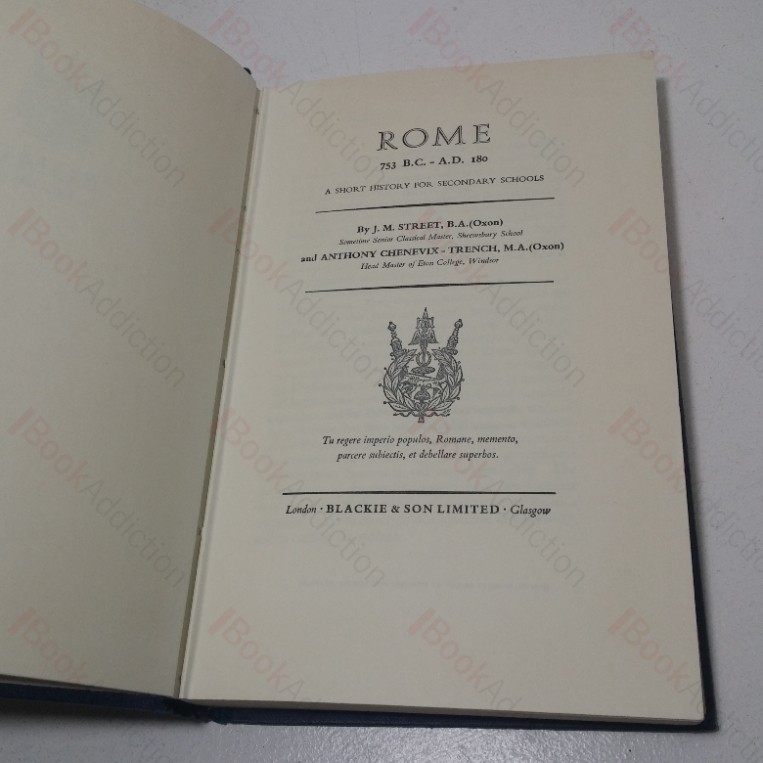 ROME
753 B.C. – A.D. 180
A SHORT HISTORY FOR SECONDARY SCHOOLS
By J. M. STREET, B.A.(Oxon)
Sometime Senior Classical Master, Shrewsbury School
and ANTHONY CHENEVIX - TRENCH, M.A.(Oxon)
Head Master of Eton College, Windsor
Tu regere imperio populos, Romane, memento,
parcere subiectis, et debellare superbos.
London · BLACKIE & SON LIMITED · Glasgow
BookAddiction